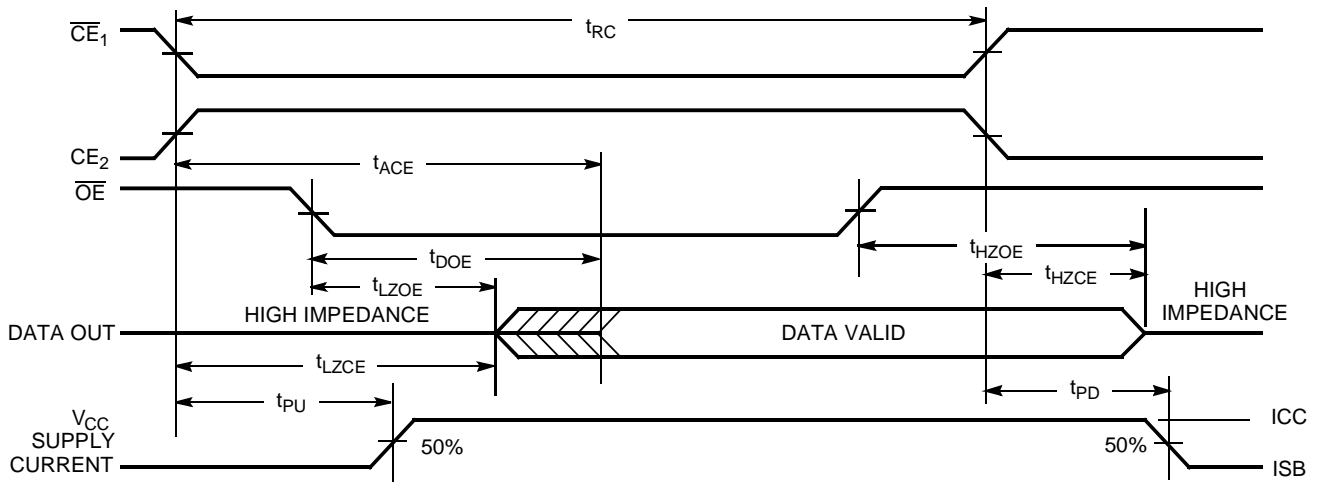 tRC
CE1
CE2
tACE
OE
tDOE
tHZOE
tLZOE
tHZCE
HIGH IMPEDANCE
HIGH
IMPEDANCE
DATA OUT
DATA VALID
tLZCE
tPU
tPD
VCC
SUPPLY
CURRENT
50%
50%
ICC
ISB